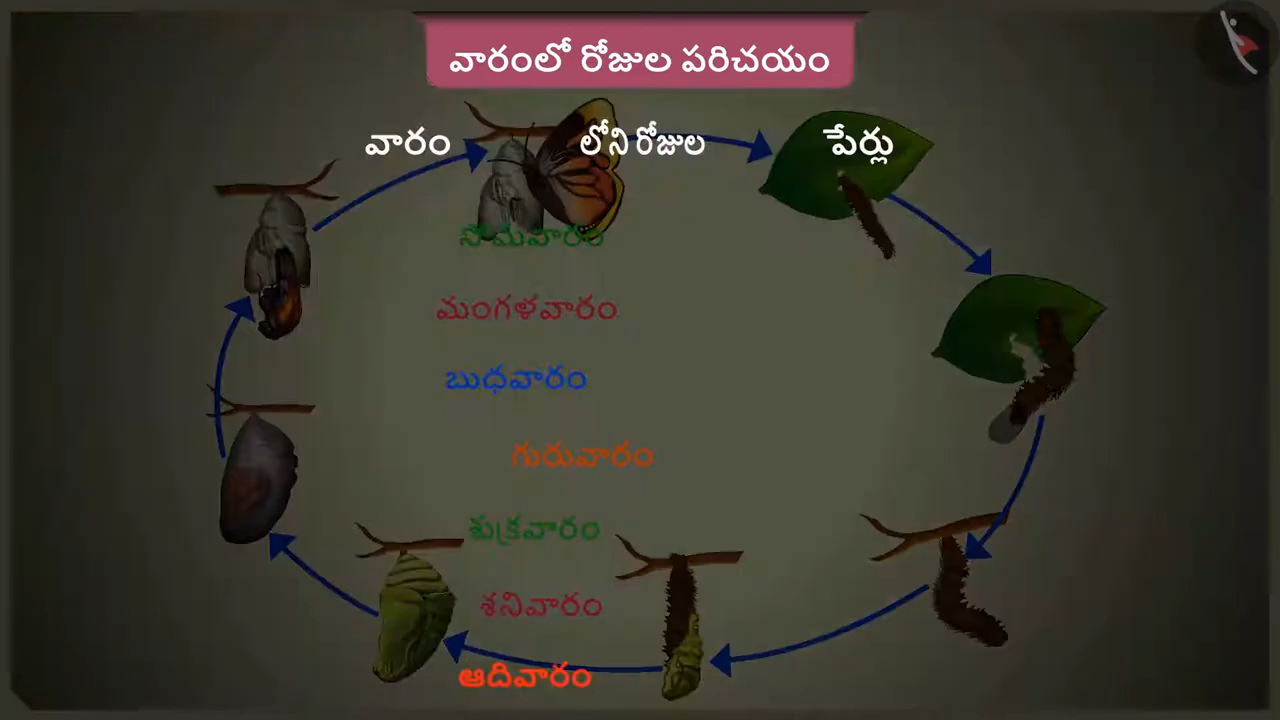 వారంలో రోజుల పరిచయం
వారం లోని రోజుల పేర్లు
సోమవారం
మంగళవారం
బుధవారం
గురువారం
శుక్రవారం
శనివారం
ఆదివారం